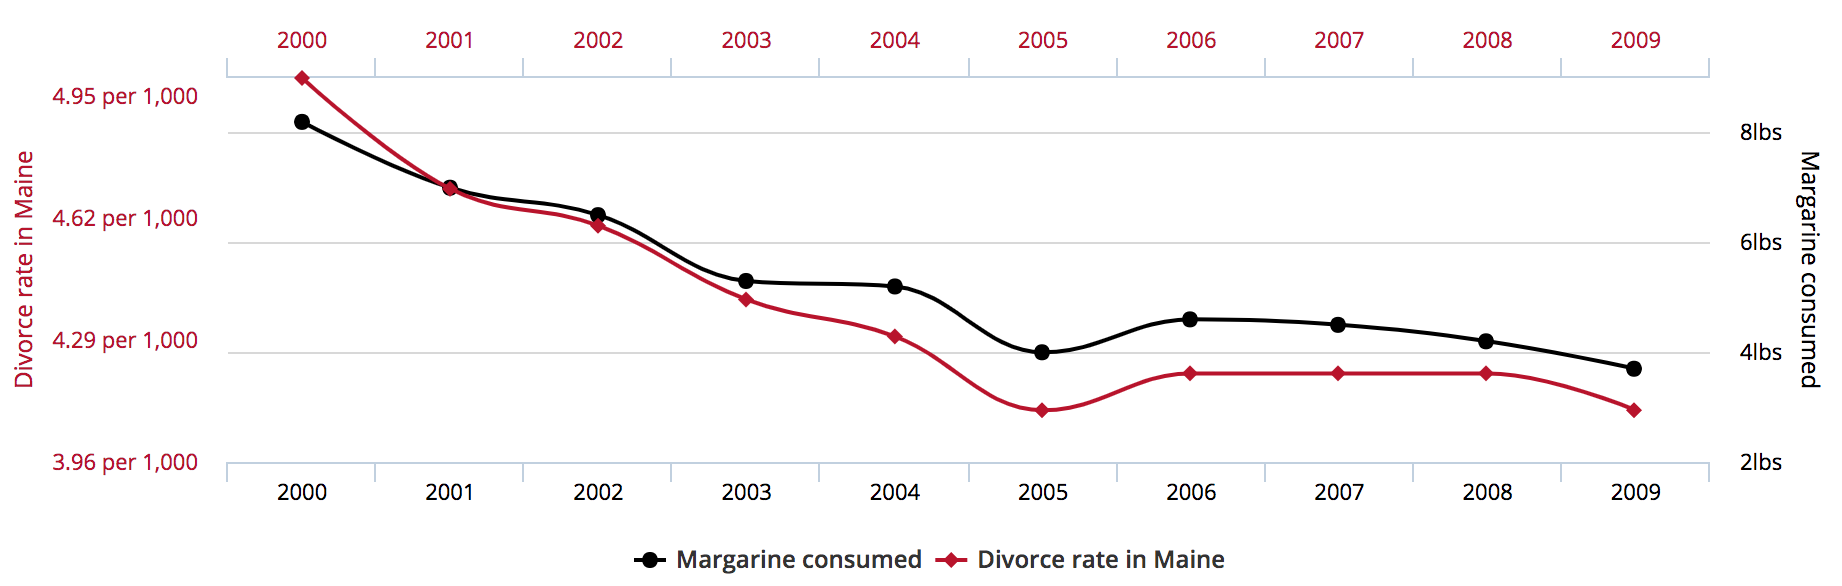 2000 2001 2002 2003 2004 2005 2006 2007 2008 2009
Divorce rate in Maine
4.95 per 1,000
4.62 per 1,000
4.29 per 1,000
3.96 per 1,000
8lbs
6lbs
4lbs
2lbs
Margarine consumed
2000 2001 2002 2003 2004 2005 2006 2007 2008 2009
Margarine consumed Divorce rate in Maine